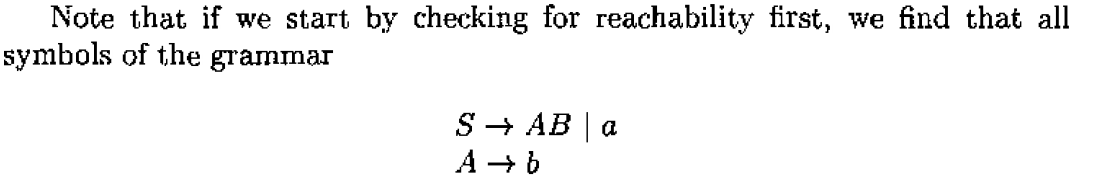 Note that if we start by checking for reachability first, we find that all
symbols of the grammar
S → AB | a
A → b